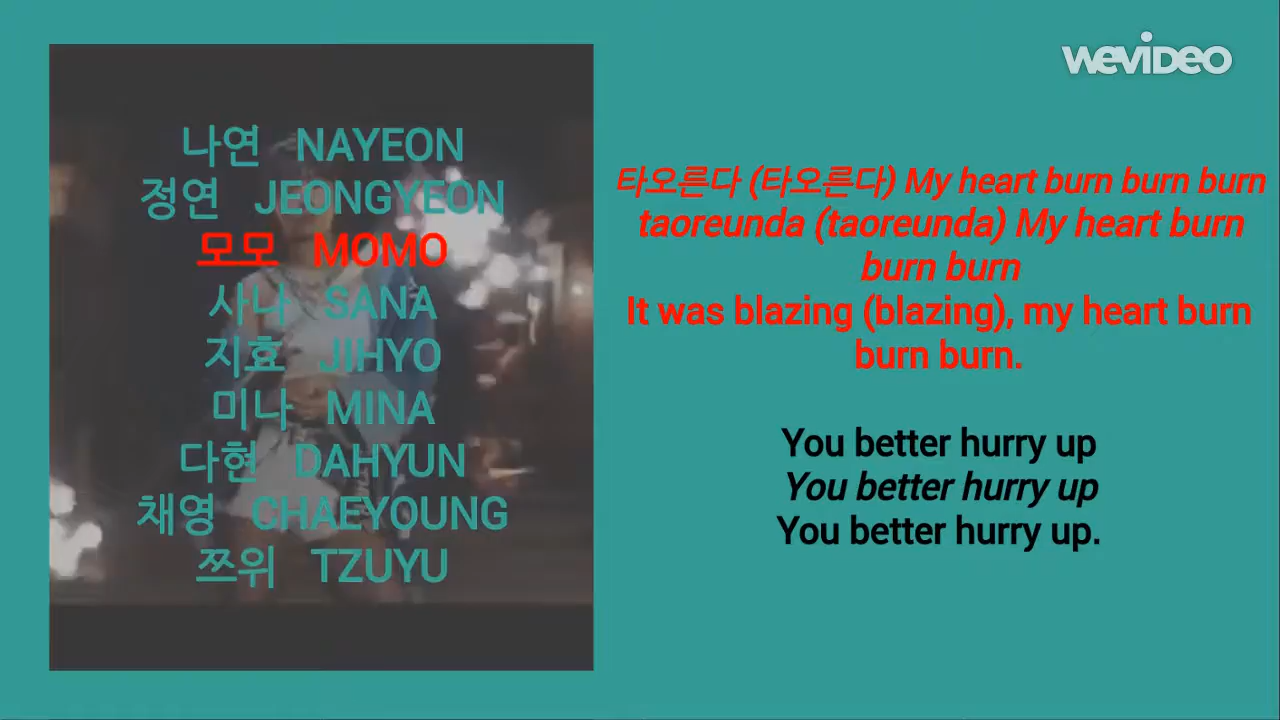 WEVIDEO
나연 NAYEON
정연 JEONGYEON
모모 MOMO
사나 SANA
지효 JIHYO
미나 MINA
다현 DAHYUN
채영 CHAEYOUNG
쯔위 TZUYU
타오른다 (타오른다) My heart burn burn burn
taoreunda (taoreunda) My heart burn
burn burn
It was blazing (blazing), my heart burn
burn burn.
You better hurry up
You better hurry up
You better hurry up.